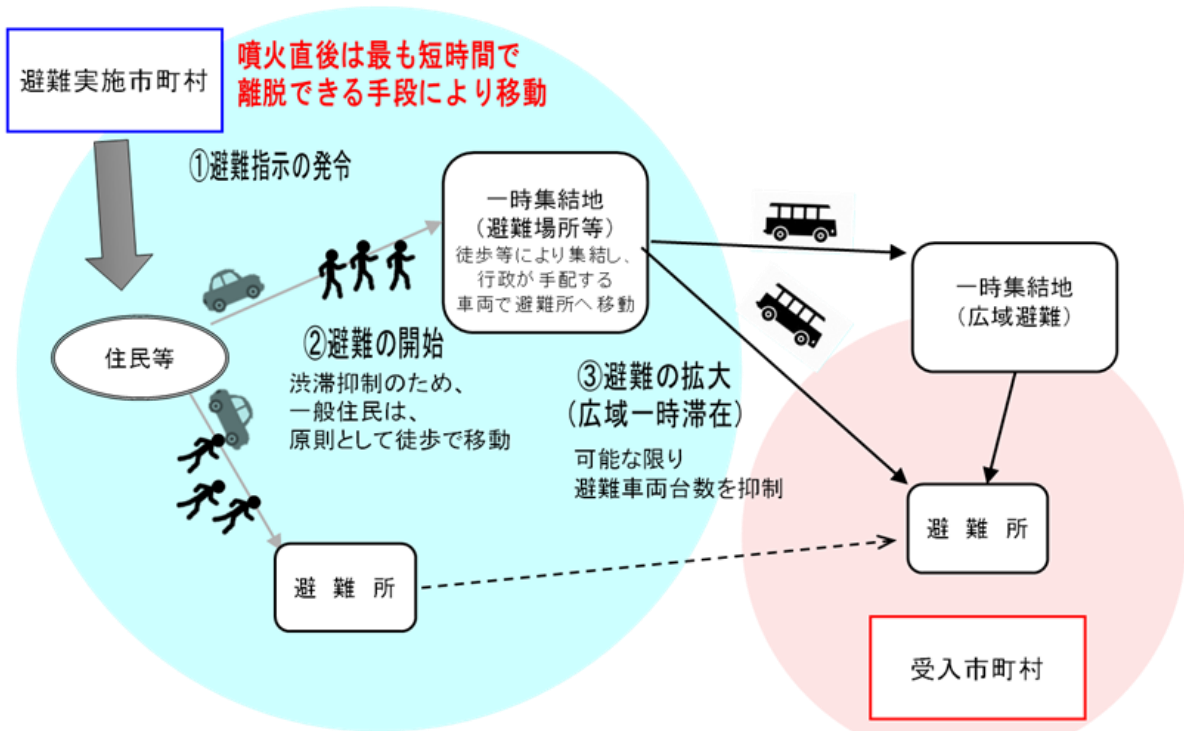 避難実施市町村
噴火直後は最も短時間で
離脱できる手段により移動
①避難指示の発令
一時集結地
(避難場所等)
徒歩等により集結し、
行政が手配する
車両で避難所へ移動
一時集結地
(広域避難)
住民等
②避難の開始
渋滞抑制のため、
一般住民は、
原則として徒歩で移動
③避難の拡大
(広域一時滞在)
可能な限り
避難車両台数を抑制
避難所
避難所
受入市町村